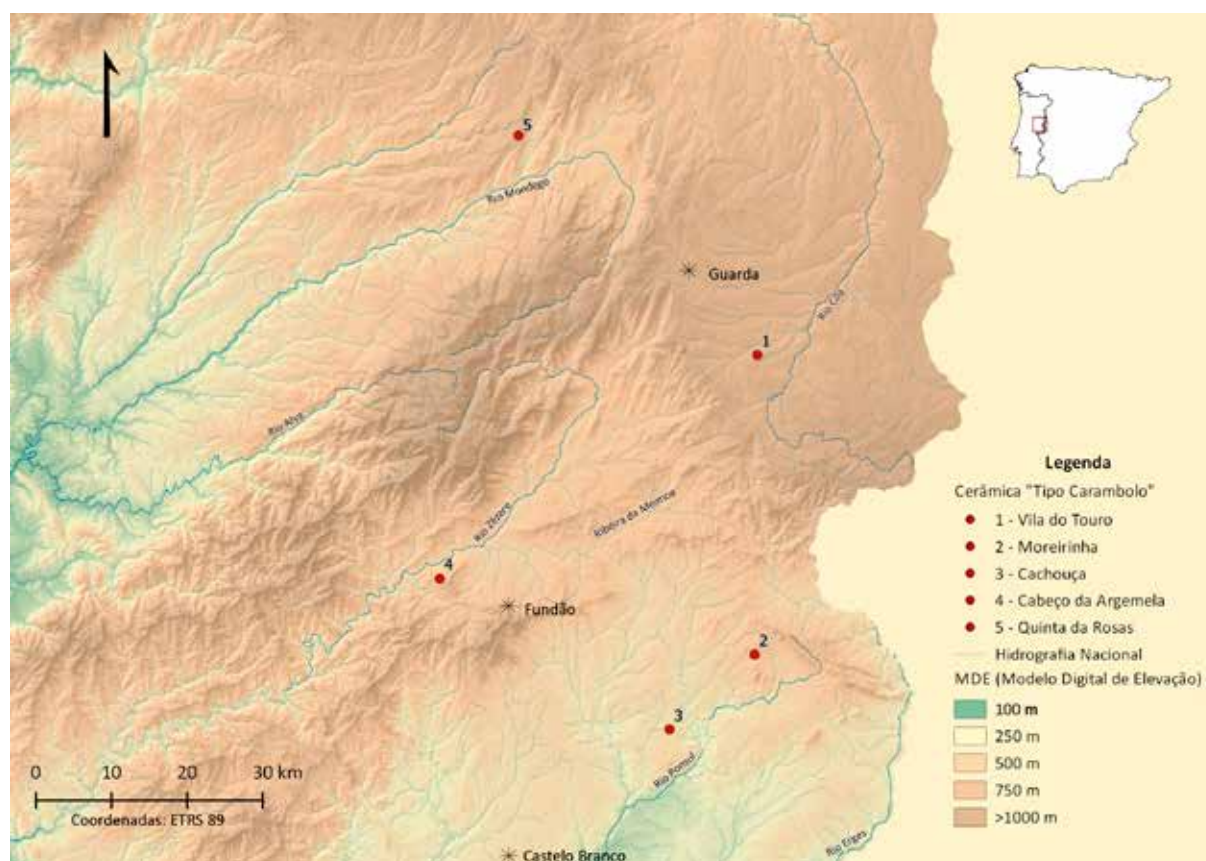 5
Rio Mondego
Guarda
Rio Côa
1
Rio Alva
Ribeira da Meimoa
Rio Zêzere
4
Fundão
2
3
Rio Ponsul
Rio Erges
Castelo Branco
0 10 20 30 km
Coordenadas: ETRS 89
Legenda
Cerâmica "Tipo Carambolo"
1 - Vila do Touro
2 - Moreirinha
3 - Cachouça
4 - Cabeço da Argemela
5 - Quinta da Rosas
Hidrografia Nacional
MDE (Modelo Digital de Elevação)
100 m
250 m
500 m
750 m
>1000 m